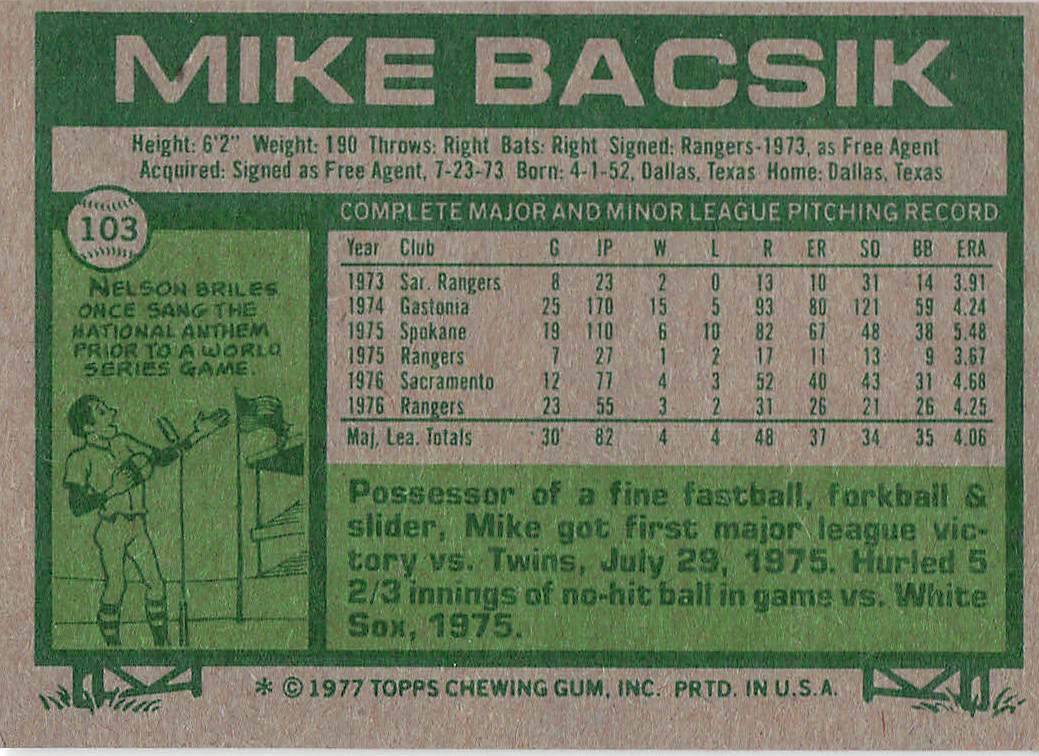 MIKE BACSIK
Height: 6'2" Weight: 190 Throws: Right Bats: Right Signed: Rangers-1973, as Free Agent
Acquired: Signed as Free Agent, 7-23-73 Born: 4-1-52, Dallas, Texas Home: Dallas, Texas
103
NELSON BRILES
ONCE SANG THE
NATIONAL ANTHEM
PRIOR TO A WORLD
SERIES GAME.
COMPLETE MAJOR AND MINOR LEAGUE PITCHING RECORD
Year Club G IP W L R ER SO BB ERA
1973 Sar. Rangers 8 23 2 0 13 10 31 14 3.91
1974 Gastonia 25 170 15 5 93 80 121 59 4.24
1975 Spokane 19 110 6 10 82 67 48 38 5.48
1975 Rangers 7 27 1 2 17 11 13 9 3.67
1976 Sacramento 12 77 4 3 52 40 43 31 4.68
1976 Rangers 23 55 3 2 31 26 21 26 4.25
Maj. Lea. Totals 30 82 4 4 48 37 34 35 4.06
Possessor of a fine fastball, forkball &
slider, Mike got first major league vic-
tory vs. Twins, July 29, 1975. Hurled 5
2/3 innings of no-hit ball in game vs. White
Sox, 1975.
* © 1977 TOPPS CHEWING GUM, INC. PRTD. IN U.S.A.